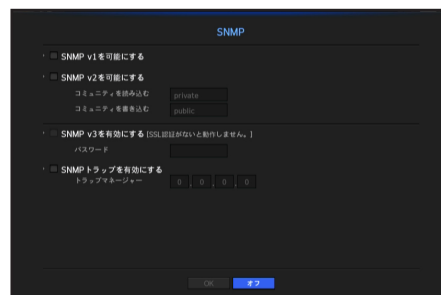 SNMP
SNMP v1を可能にする
SNMP v2を可能にする
コミュニティを読み込む private
コミュニティを書き込む public
SNMP v3を有効にする [SSL認証がないと動作しません。]
パスワード
SNMPトラップを有効にする
トラップマネージャー 0 . 0 . 0 . 0
OK オフ